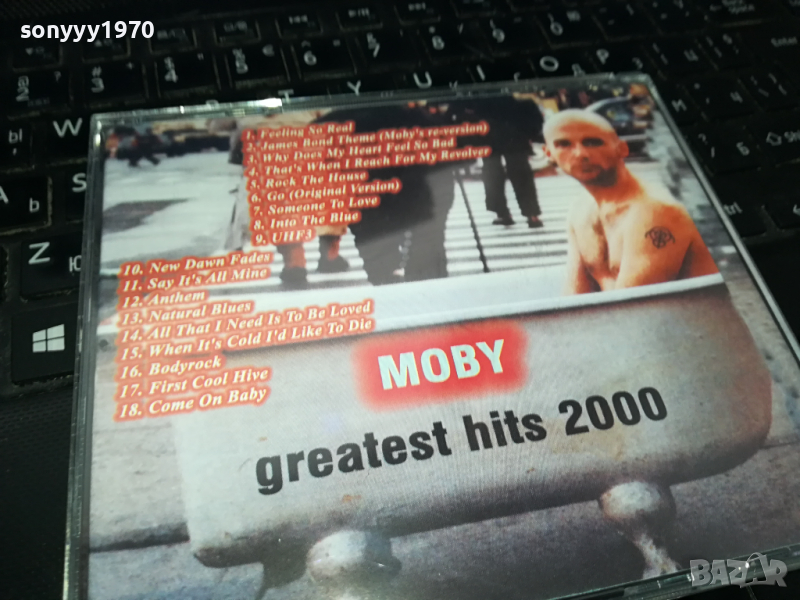 sonyyy1970
1. Feeling So Real
2. James Bond Theme (Moby's re-version)
3. Why Does My Heart Feel So Bad
4. That's When I Reach For My Revolver
5. Rock The House
6. Go (Original Version)
7. Someone To Love
8. Into The Blue
9. UHF3
10. New Dawn Fades
11. Say It's All Mine
12. Anthem
13. Natural Blues
14. All That I Need Is To Be Loved
15. When It's Cold I'd Like To Die
16. Bodyrock
17. First Cool Hive
18. Come On Baby
MOBY
greatest hits 2000
BAZAR